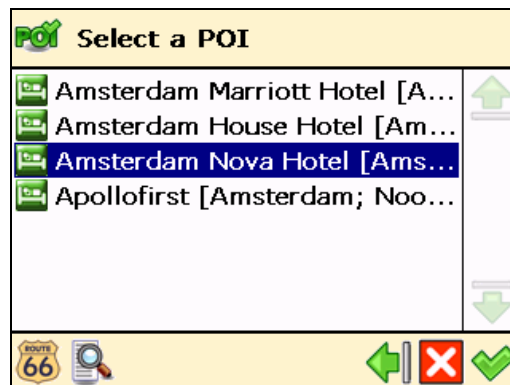 POI Select a POI
Amsterdam Marriott Hotel [A...
Amsterdam House Hotel [Am...
Amsterdam Nova Hotel [Ams...
Apollofirst [Amsterdam; Noo...
ROUTE
66